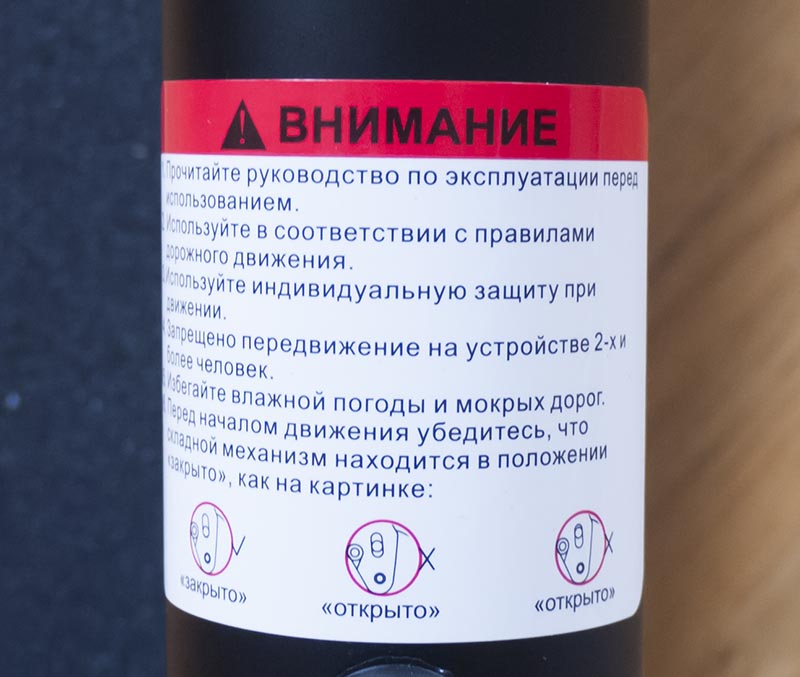 ВНИМАНИЕ
Прочитайте руководство по эксплуатации перед
использованием.
2. Используйте в соответствии с правилами
дорожного движения.
Используйте индивидуальную защиту при
движении.
Запрещено передвижение на устройстве 2-х и
более человек.
Избегайте влажной погоды и мокрых дорог.
Перед началом движения убедитесь, что
складной механизм находится в положении
«закрыто», как на картинке:
«закрыто» «открыто» «открыто»